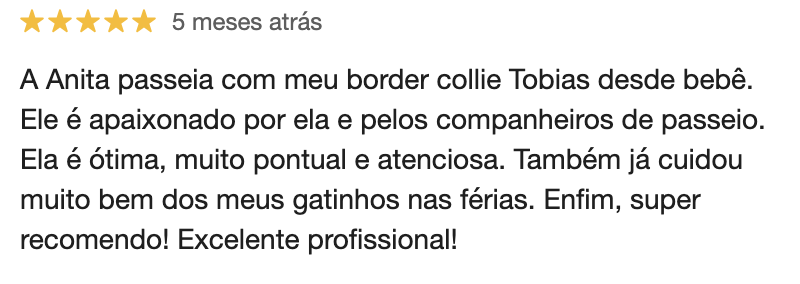 5 meses atrás
A Anita passeia com meu border collie Tobias desde bebê.
Ele é apaixonado por ela e pelos companheiros de passeio.
Ela é ótima, muito pontual e atenciosa. Também já cuidou
muito bem dos meus gatinhos nas férias. Enfim, super
recomendo! Excelente profissional!